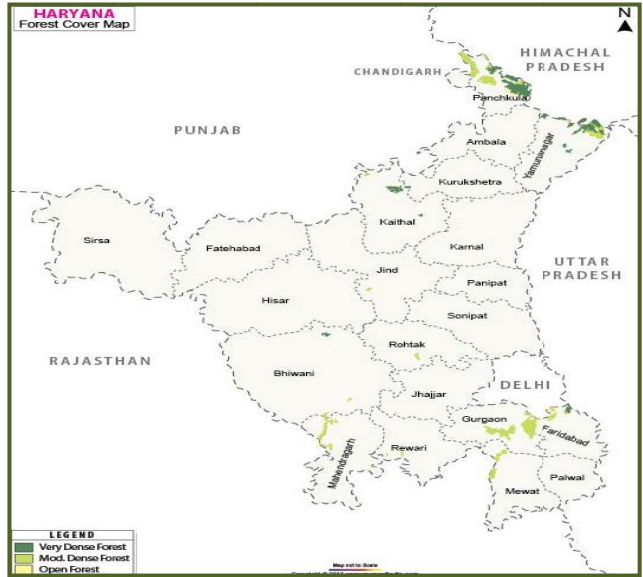 HARYANA
Forest Cover Map
N
HIMACHAL
PRADESH
CHANDIGARH
Panchkula
PUNJAB
Ambala
Yamunanagar
Kurukshetra
Kaithal
Sirsa
Fatehabad
Karnal
UTTAR
PRADESH
Jind
Hisar
Panipat
Sonipat
RAJASTHAN
Rohtak
Bhiwani
DELHI
Jhajjar
Gurgaon
Faridabad
Mahendragarh
Rewari
Palwal
Mewat
LEGEND
Very Dense Forest
Mod. Dense Forest
Open Forest
Map not to Scale